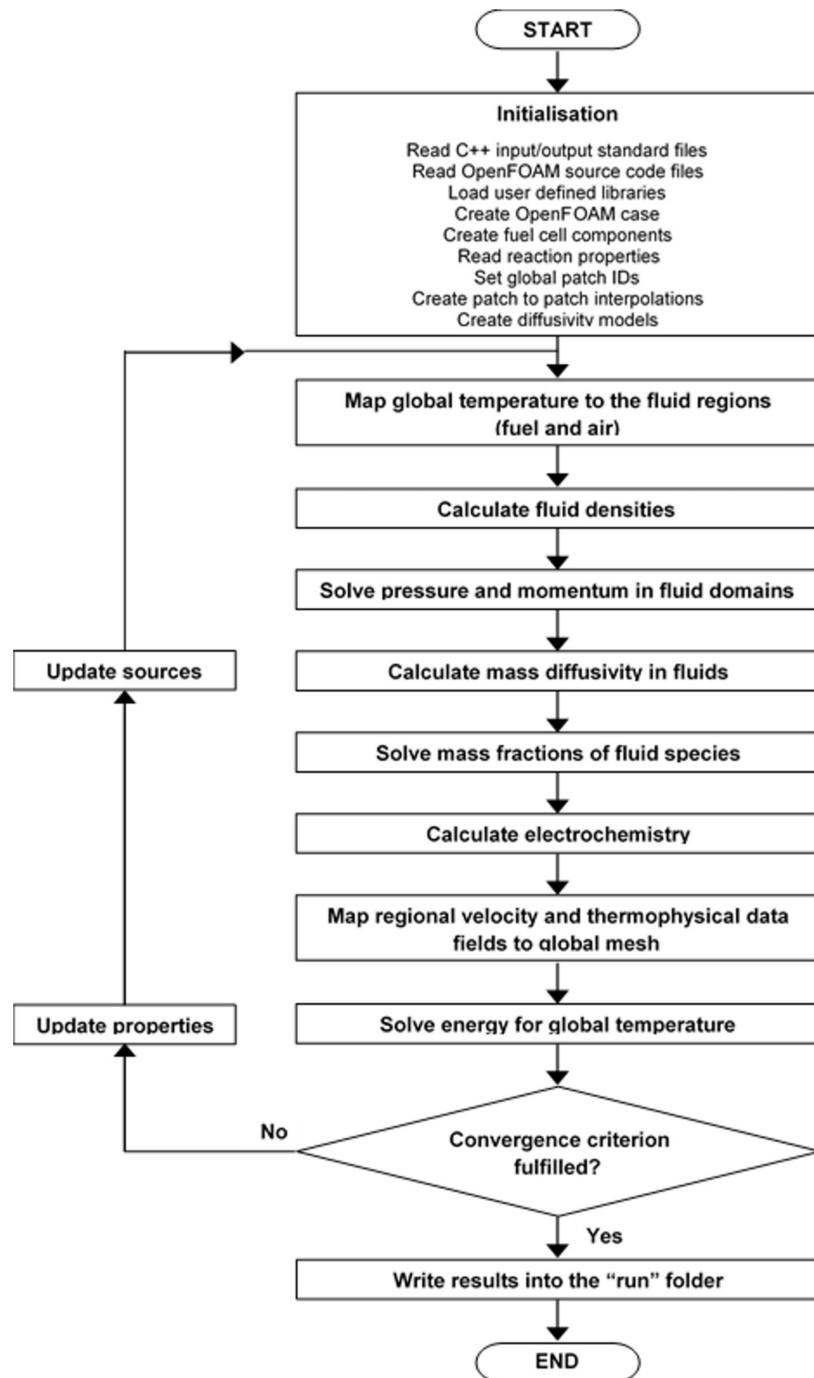 START
Initialisation
Read C++ input/output standard files
Read OpenFOAM source code files
Load user defined libraries
Create OpenFOAM case
Create fuel cell components
Read reaction properties
Set global patch IDs
Create patch to patch interpolations
Create diffusivity models
Map global temperature to the fluid regions
(fuel and air)
Calculate fluid densities
Solve pressure and momentum in fluid domains
Update sources
Calculate mass diffusivity in fluids
Solve mass fractions of fluid species
Calculate electrochemistry
Map regional velocity and thermophysical data
fields to global mesh
Update properties
Solve energy for global temperature
No
Convergence criterion
fulfilled?
Yes
Write results into the “run” folder
END